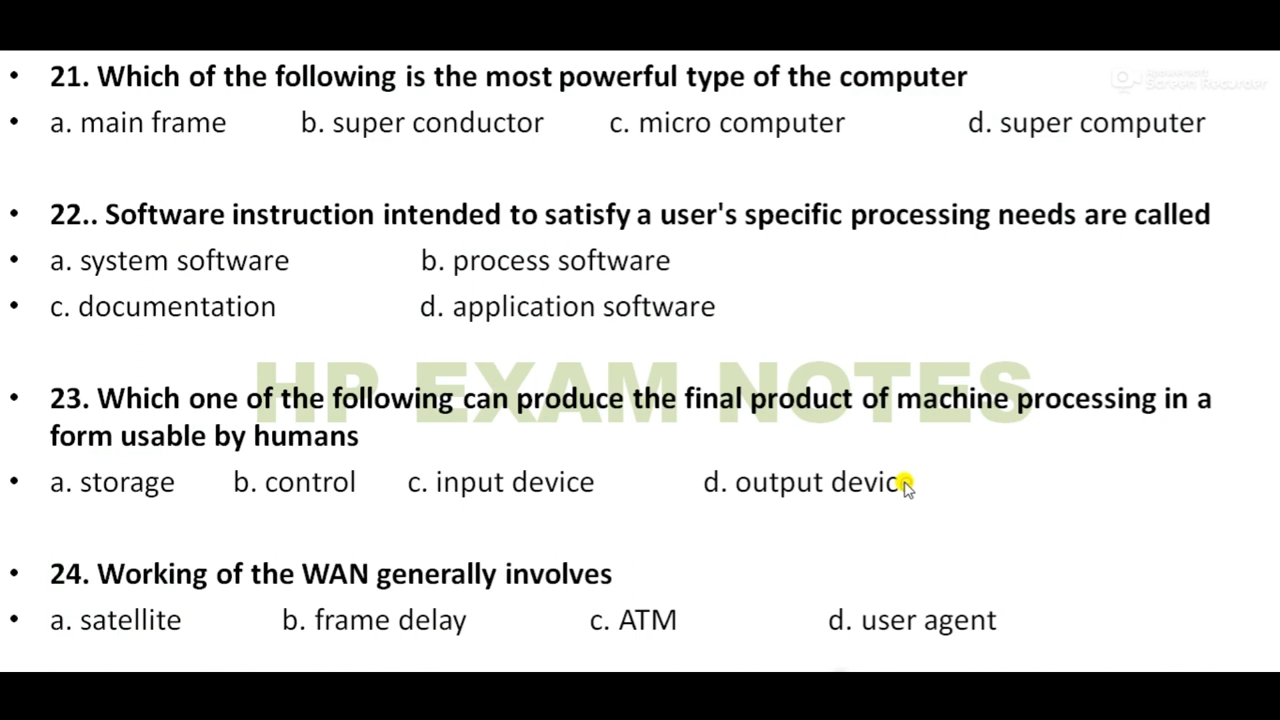 Apowersoft
Screen Recorder
• 21. Which of the following is the most powerful type of the computer
• a. main frame b. super conductor c. micro computer d. super computer
• 22.. Software instruction intended to satisfy a user's specific processing needs are called
• a. system software b. process software
• c. documentation d. application software
HP EXAM NOTES
• 23. Which one of the following can produce the final product of machine processing in a
form usable by humans
• a. storage b. control c. input device d. output device
• 24. Working of the WAN generally involves
• a. satellite b. frame delay c. ATM d. user agent